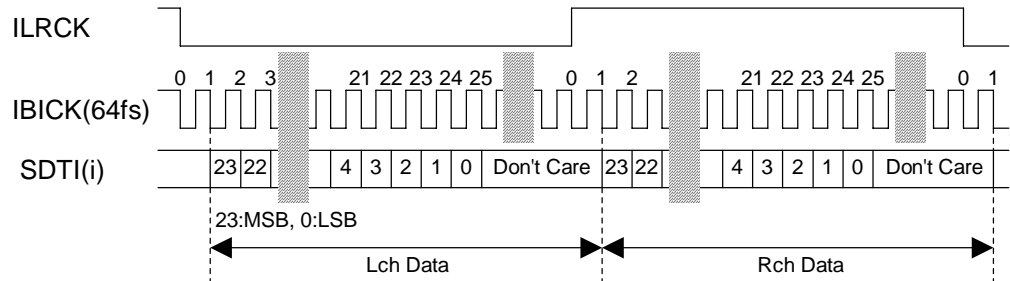 ILRCK
0 1 2 3 21 22 23 24 25 0 1 2 21 22 23 24 25 0 1
IBICK(64fs)
SDTI(i) 23 22 4 3 2 1 0 Don't Care 23 22 4 3 2 1 0 Don't Care
23:MSB, 0:LSB
Lch Data Rch Data